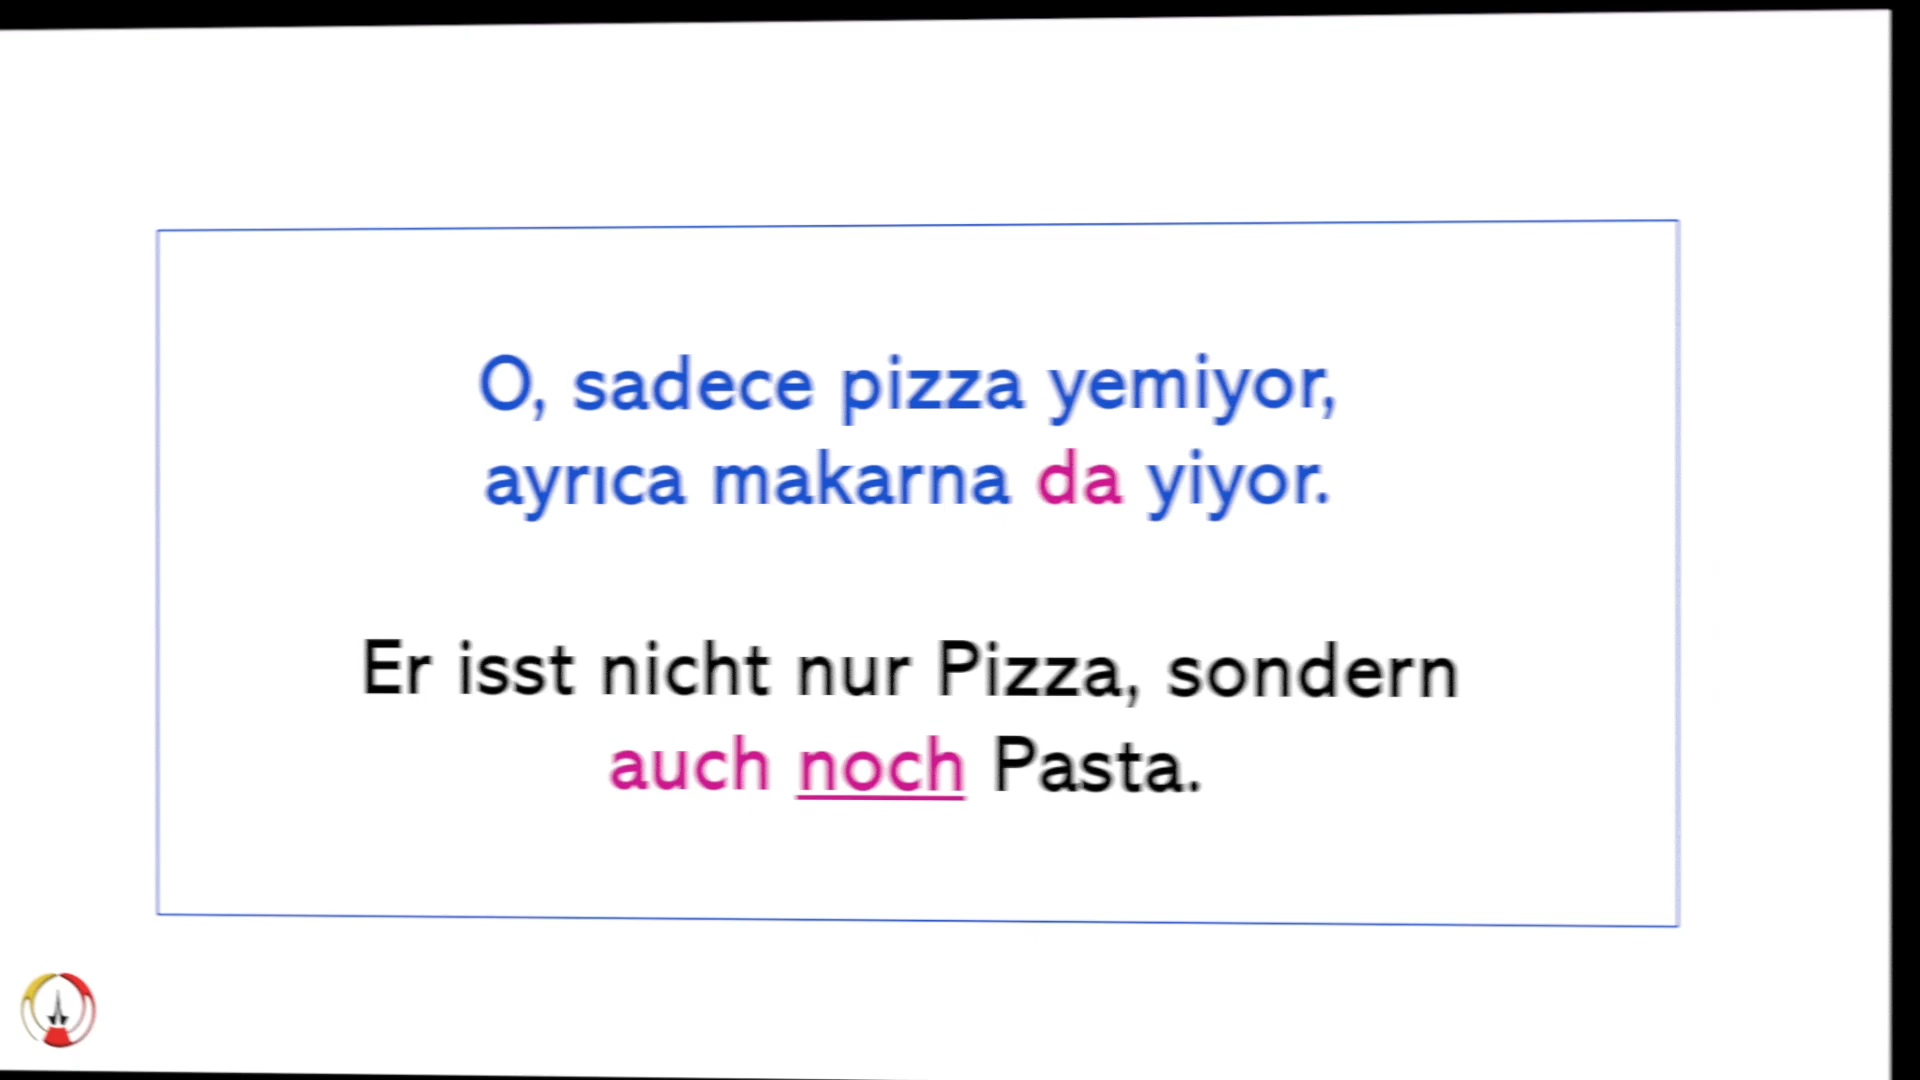 O, sadece pizza yemiyor,
ayrıca makarna da yiyor.
Er isst nicht nur Pizza, sondern
auch noch Pasta.